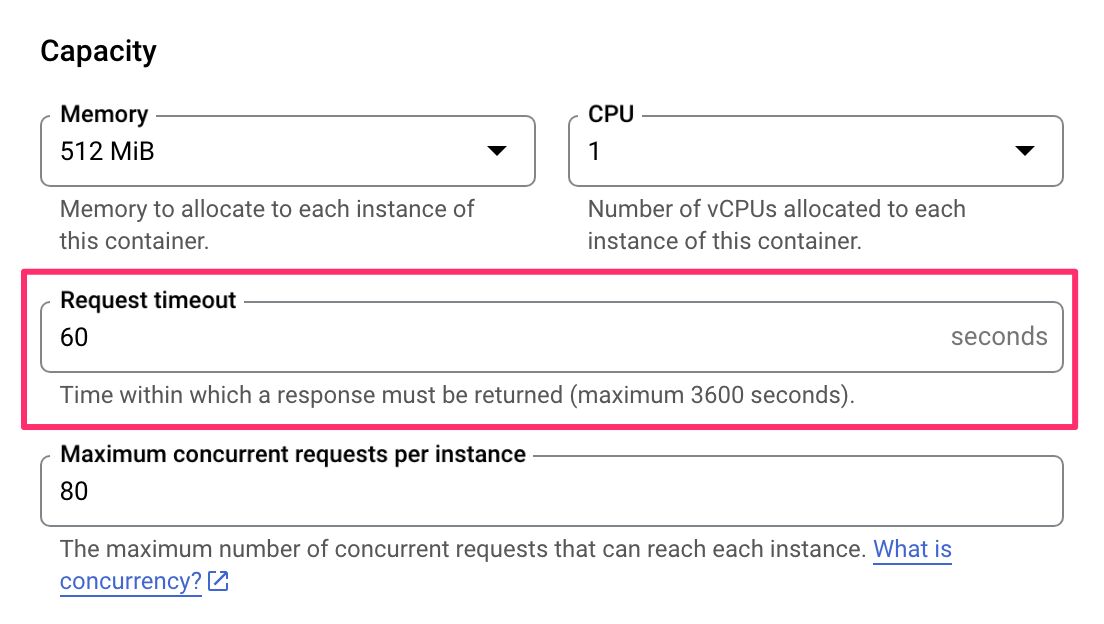 Capacity
Memory
512 MiB
Memory to allocate to each instance of
this container.
CPU
1
Number of vCPUs allocated to each
instance of this container.
Request timeout
60 seconds
Time within which a response must be returned (maximum 3600 seconds).
Maximum concurrent requests per instance
80
The maximum number of concurrent requests that can reach each instance. What is
concurrency?